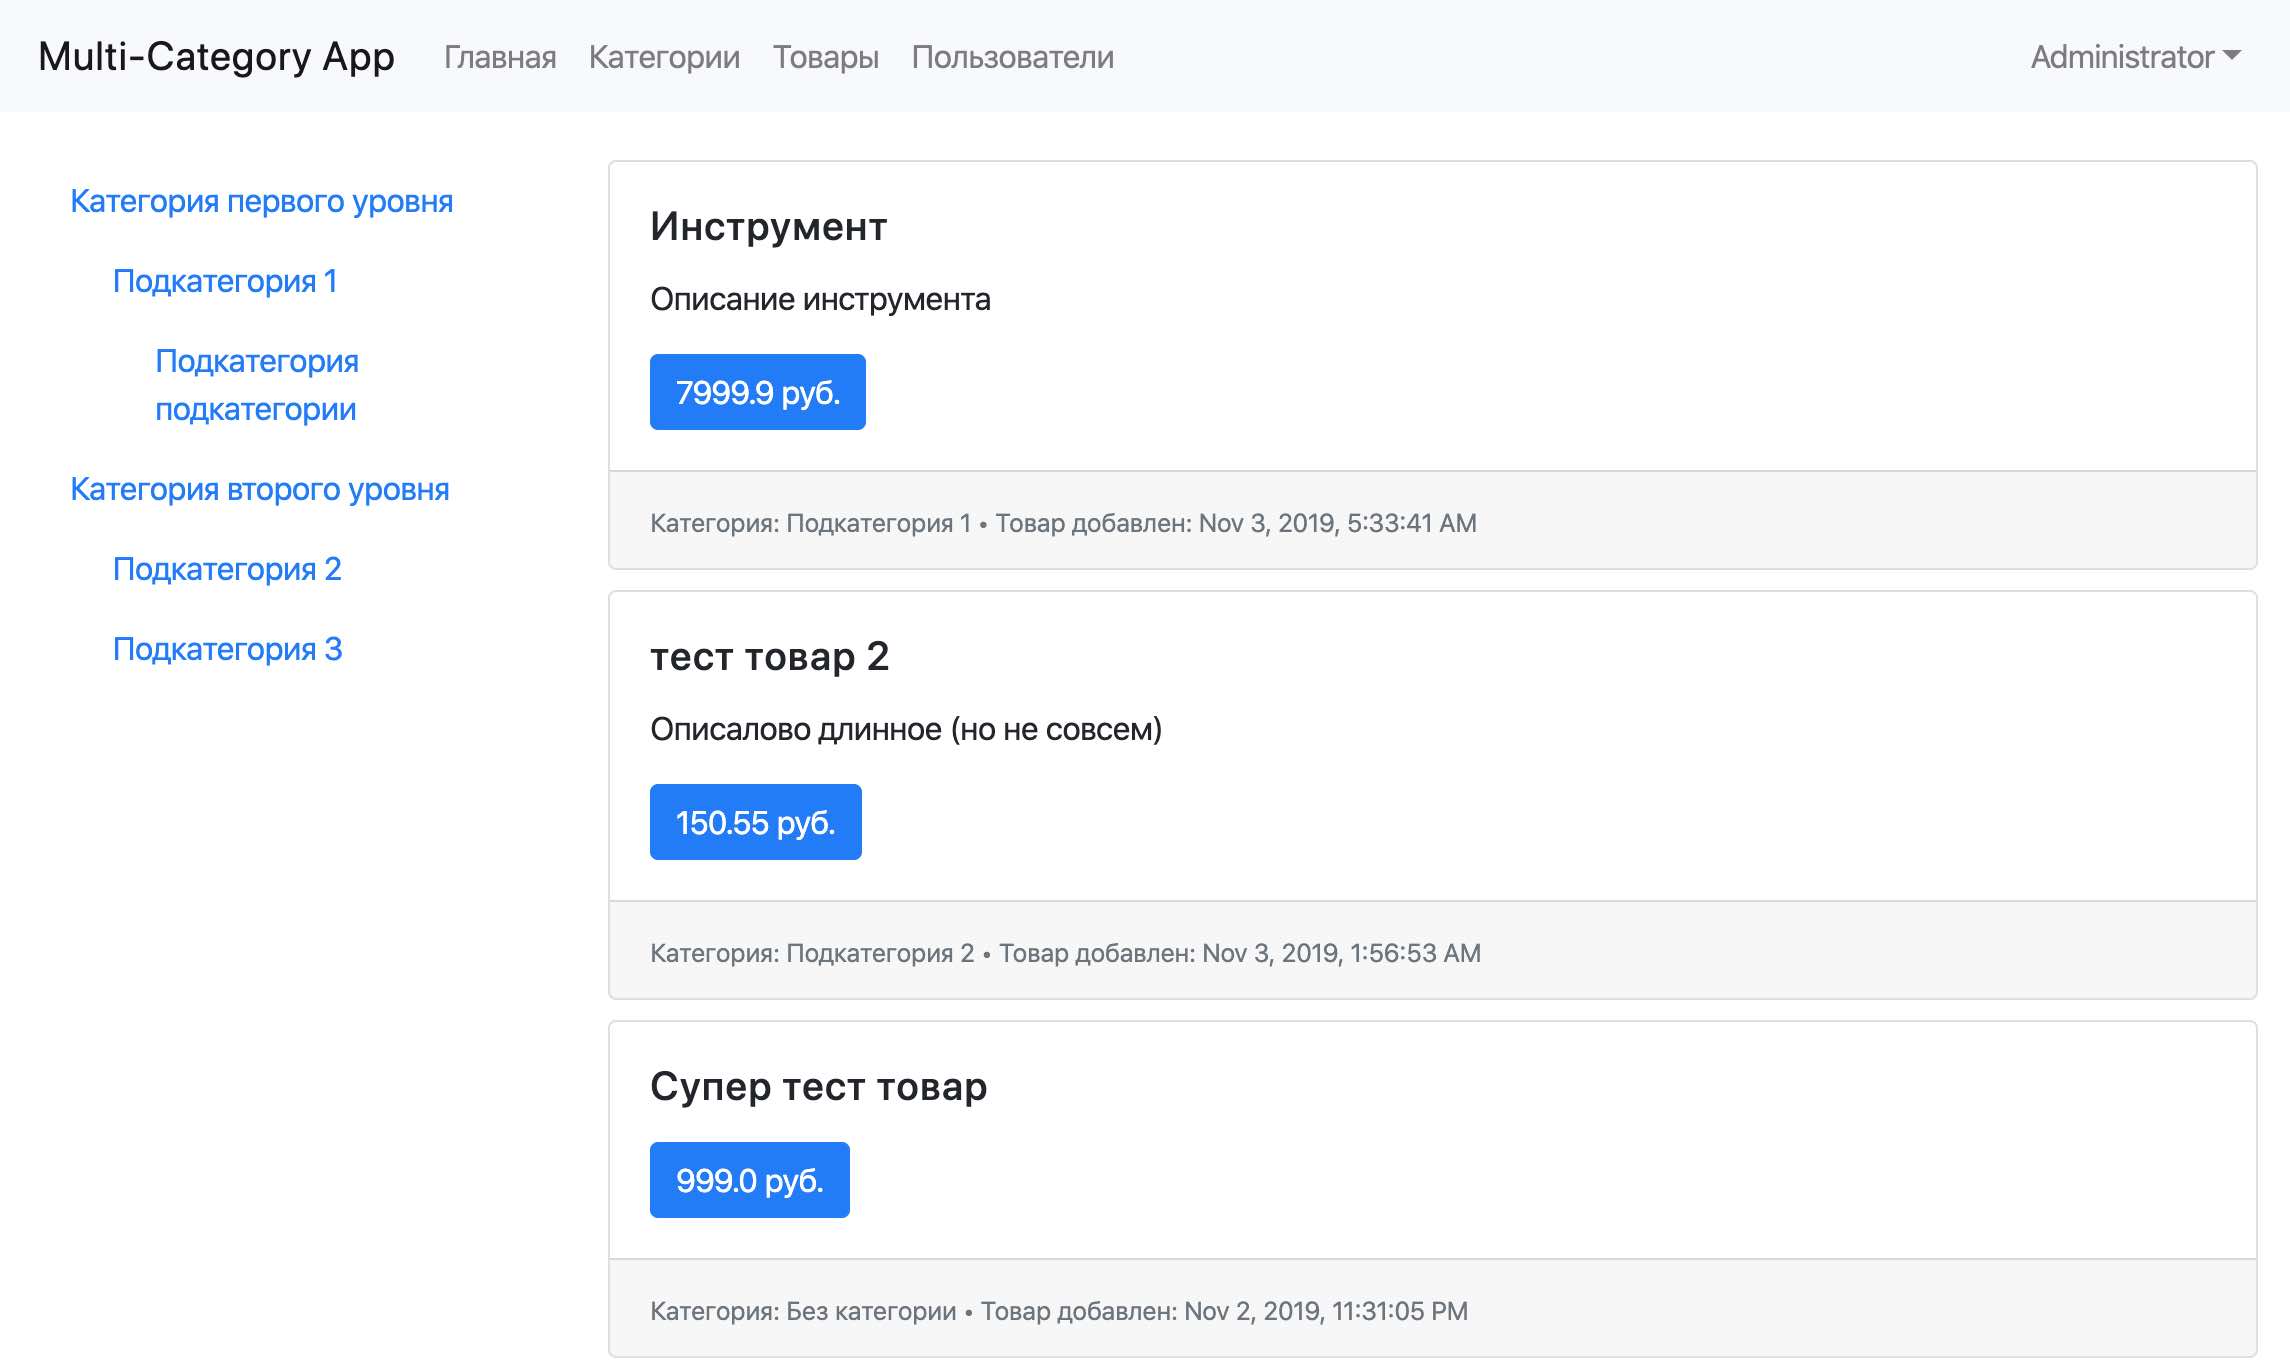 Multi-Category App Главная Категории Товары Пользователи Administrator
Категория первого уровня
Подкатегория 1
Подкатегория
подкатегории
Категория второго уровня
Подкатегория 2
Подкатегория 3
Инструмент
Описание инструмента
7999.9 руб.
Категория: Подкатегория 1 • Товар добавлен: Nov 3, 2019, 5:33:41 AM
тест товар 2
Описалово длинное (но не совсем)
150.55 руб.
Категория: Подкатегория 2 • Товар добавлен: Nov 3, 2019, 1:56:53 AM
Супер тест товар
999.0 руб.
Категория: Без категории • Товар добавлен: Nov 2, 2019, 11:31:05 PM